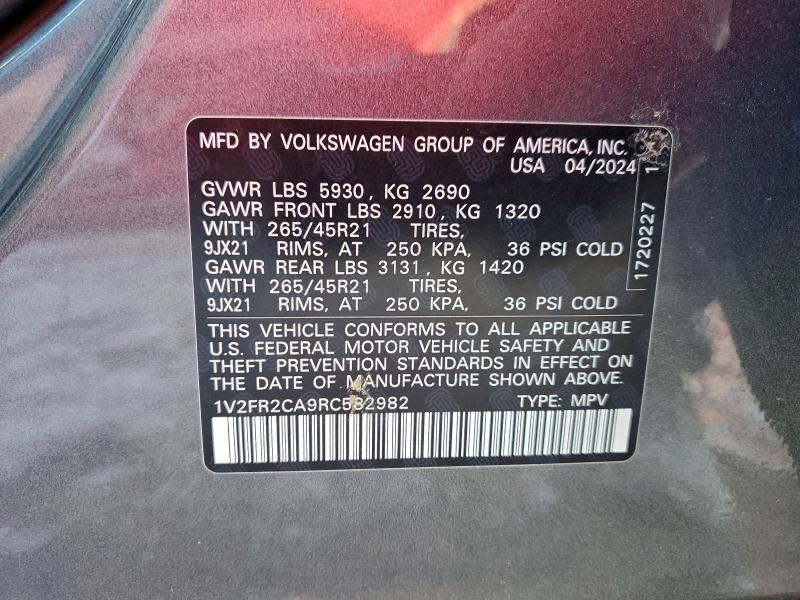 MFD BY VOLKSWAGEN GROUP OF AMERICA, INC.
USA 04/2024
GVWR LBS 5930, KG 2690
GAWR FRONT LBS 2910, KG 1320
WITH 265/45R21 TIRES,
9JX21 RIMS, AT 250 KPA, 36 PSI COLD
GAWR REAR LBS 3131, KG 1420
WITH 265/45R21 TIRES,
9JX21 RIMS, AT 250 KPA, 36 PSI COLD
THIS VEHICLE CONFORMS TO ALL APPLICABLE
U.S. FEDERAL MOTOR VEHICLE SAFETY AND
THEFT PREVENTION STANDARDS IN EFFECT ON
THE DATE OF MANUFACTURE SHOWN ABOVE.
1V2FR2CA9RC582982 TYPE: MPV
1720227 1